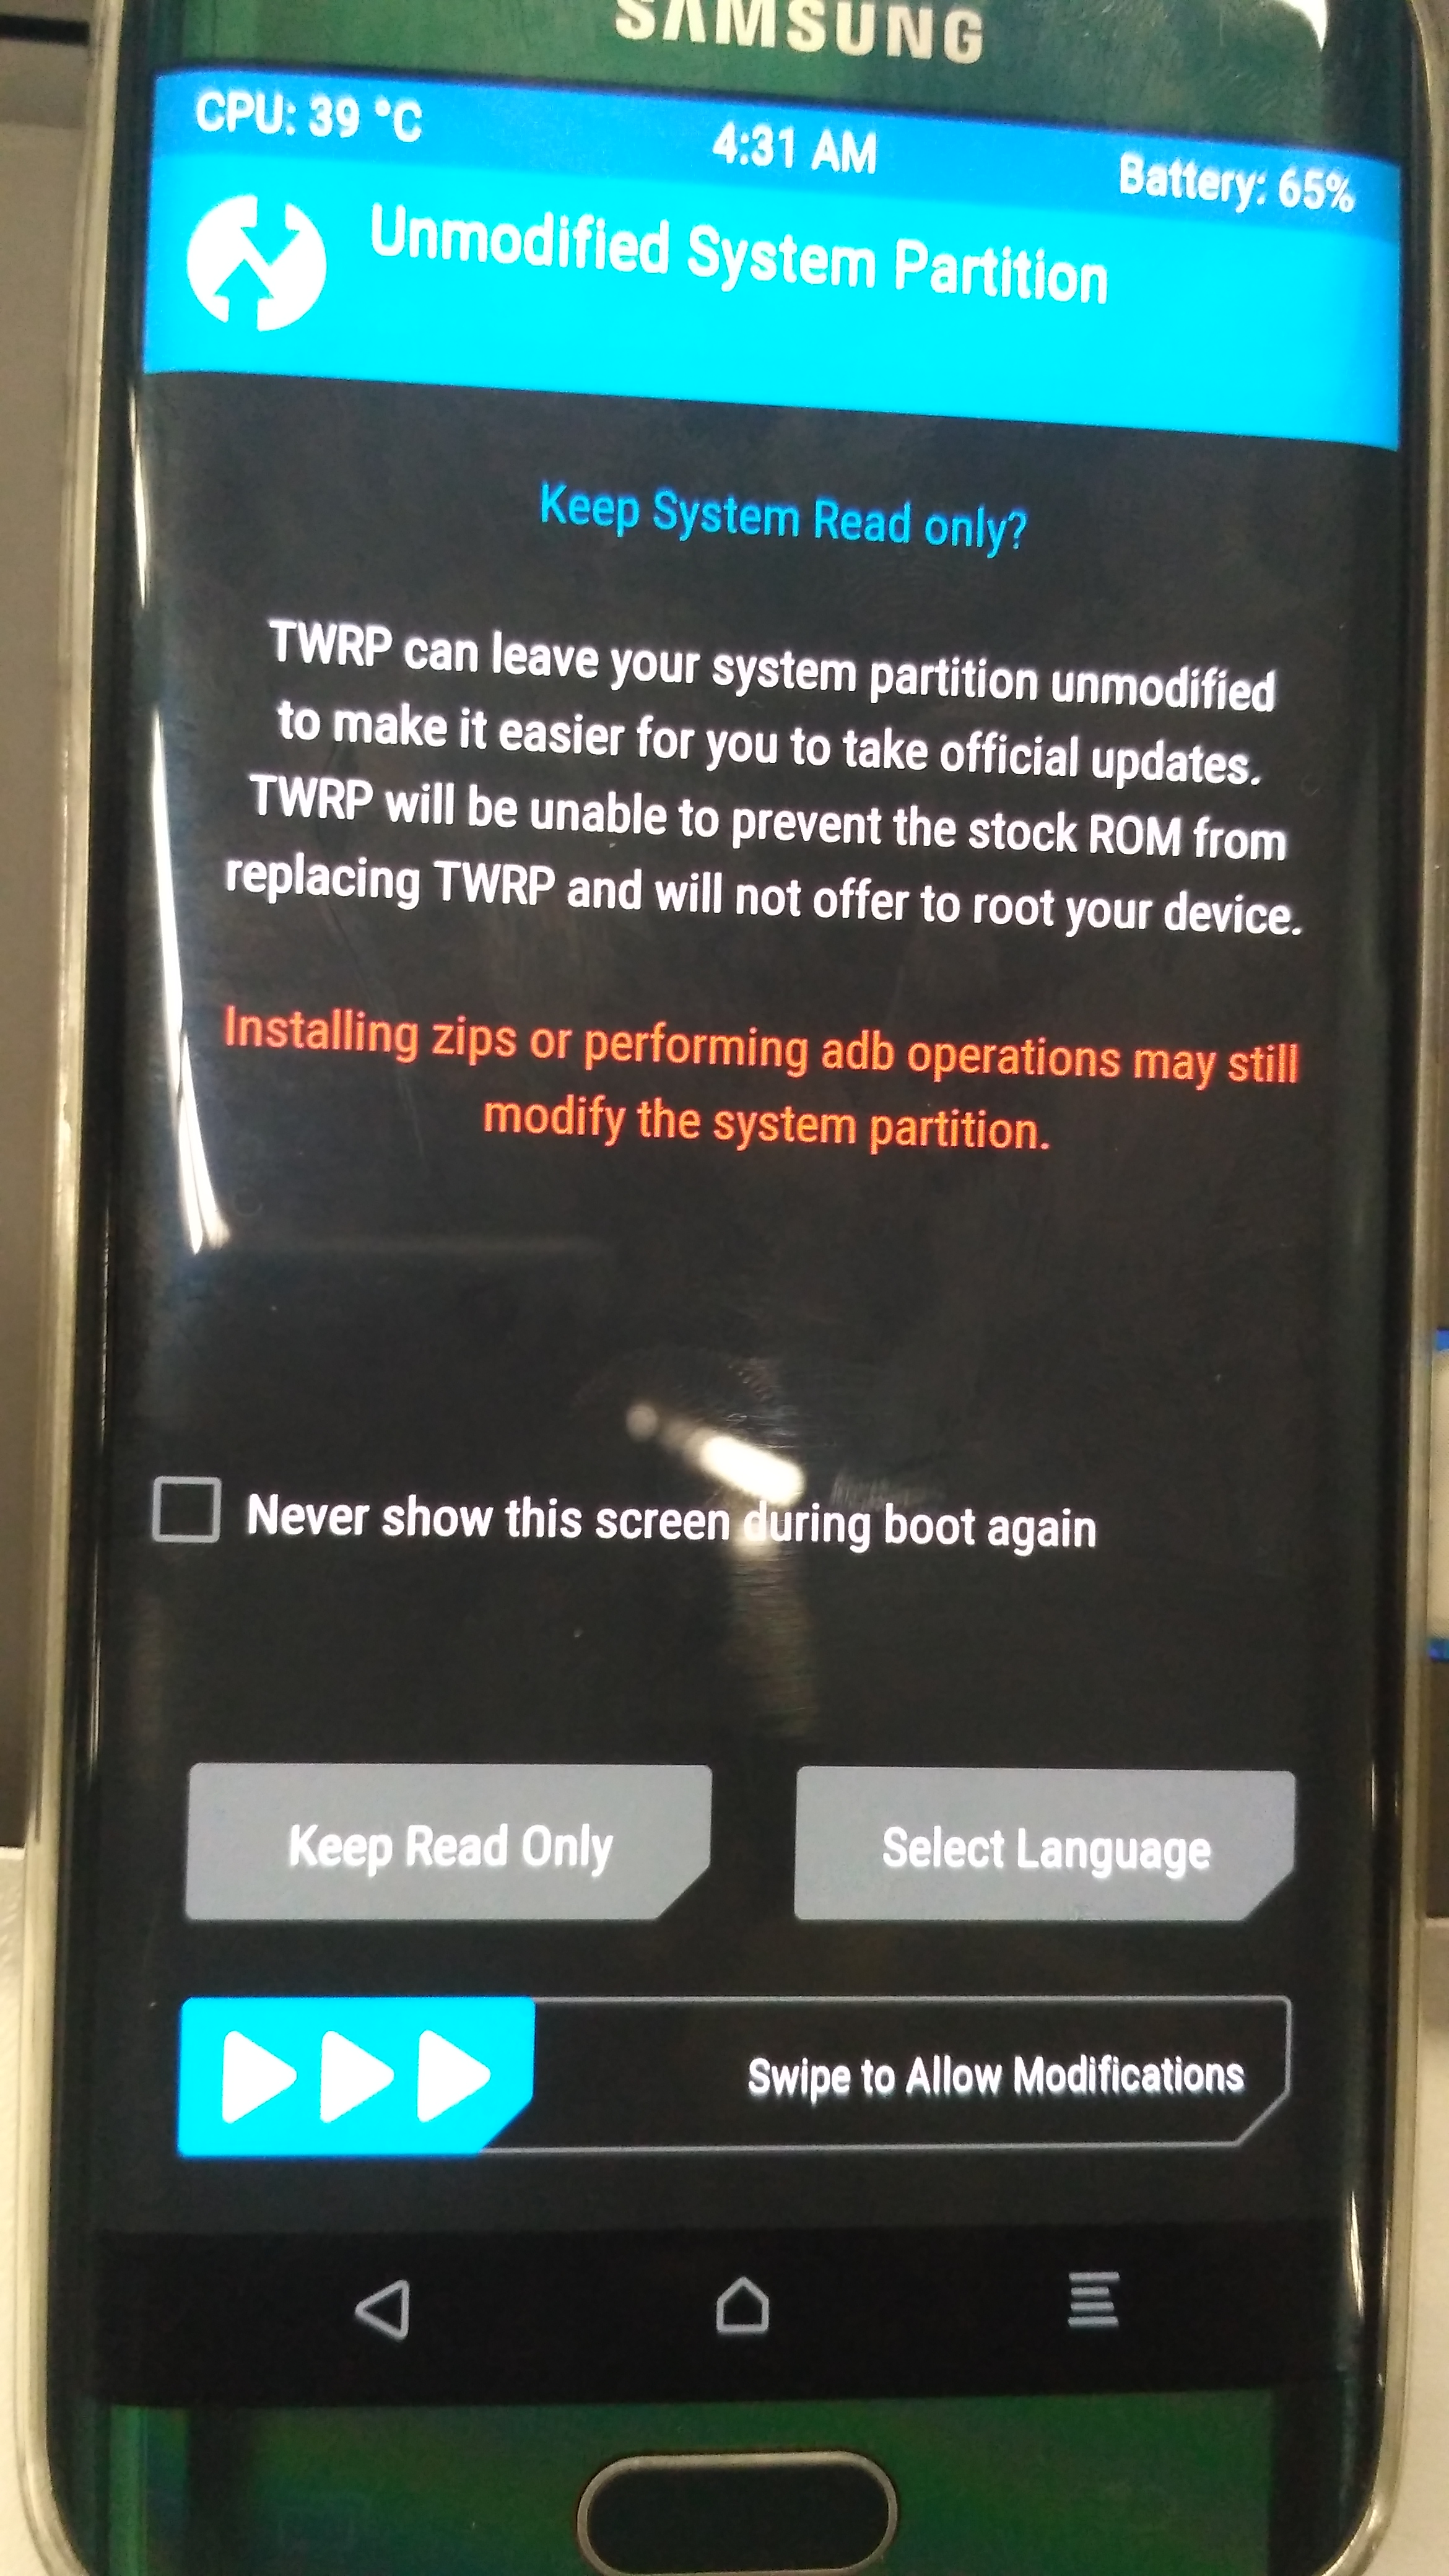 SAMSUNG
CPU: 39 °C 4:31 AM Battery: 65%
Unmodified System Partition
Keep System Read only?
TWRP can leave your system partition unmodified
to make it easier for you to take official updates.
TWRP will be unable to prevent the stock ROM from
replacing TWRP and will not offer to root your device.
Installing zips or performing adb operations may still
modify the system partition.
Never show this screen during boot again
Keep Read Only Select Language
Swipe to Allow Modifications